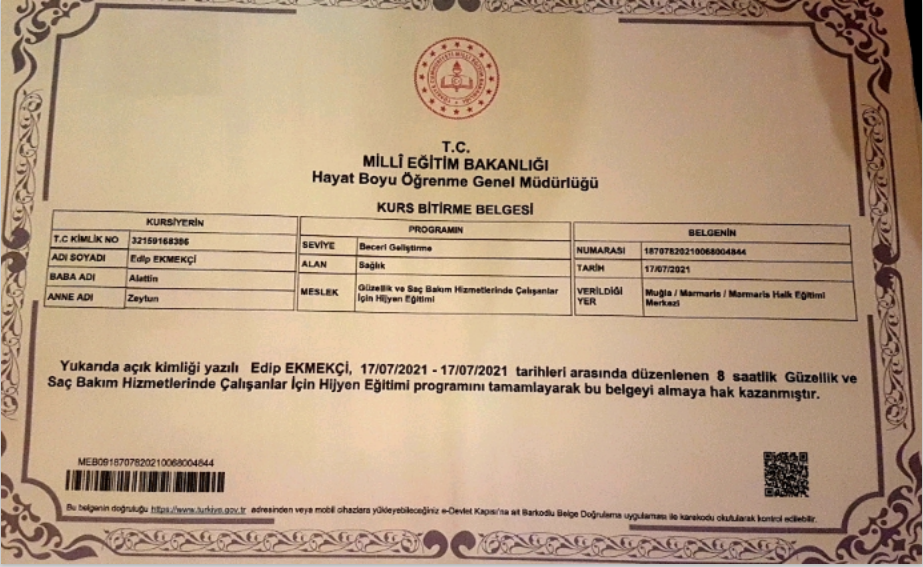 T.C.
MİLLÎ EĞİTİM BAKANLIĞI
Hayat Boyu Öğrenme Genel Müdürlüğü
KURS BİTİRME BELGESİ
KURSİYERİN
T.C KİMLİK NO 32159168386
ADI SOYADI Edip EKMEKÇİ
BABA ADI Alattin
ANNE ADI Zeytun
PROGRAMIN
SEVİYE Beceri Geliştirme
ALAN Sağlık
MESLEK Güzellik ve Saç Bakım Hizmetlerinde Çalışanlar
İçin Hijyen Eğitimi
BELGENİN
NUMARASI 18707820210068004844
TARİH 17/07/2021
VERİLDİĞİ YER Muğla / Marmaris / Marmaris Halk Eğitimi
Merkezi
Yukarıda açık kimliği yazılı Edip EKMEKÇİ, 17/07/2021 - 17/07/2021 tarihleri arasında düzenlenen 8 saatlik Güzellik ve
Saç Bakım Hizmetlerinde Çalışanlar İçin Hijyen Eğitimi programını tamamlayarak bu belgeyi almaya hak kazanmıştır.
MEB0918707820210068004844
Bu belgenin doğruluğu https://www.turkiye.gov.tr adresinden veya mobil cihazlara yükleyebileceğiniz e-Devlet Kapısı'na ait Barkodlu Belge Doğrulama uygulaması ile karekodu okutularak kontrol edilebilir.